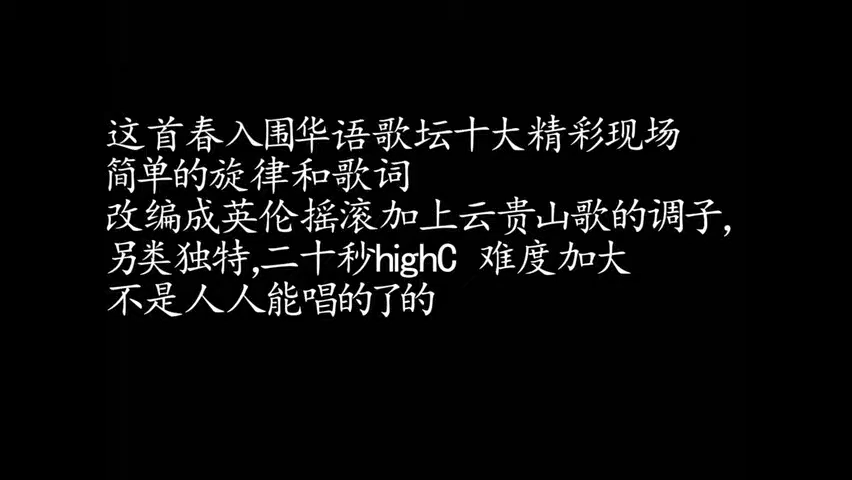 这首春入围华语歌坛十大精彩现场
简单的旋律和歌词
改编成英伦摇滚加上云贵山歌的调子,
另类独特,二十秒highC 难度加大
不是人人能唱的了的